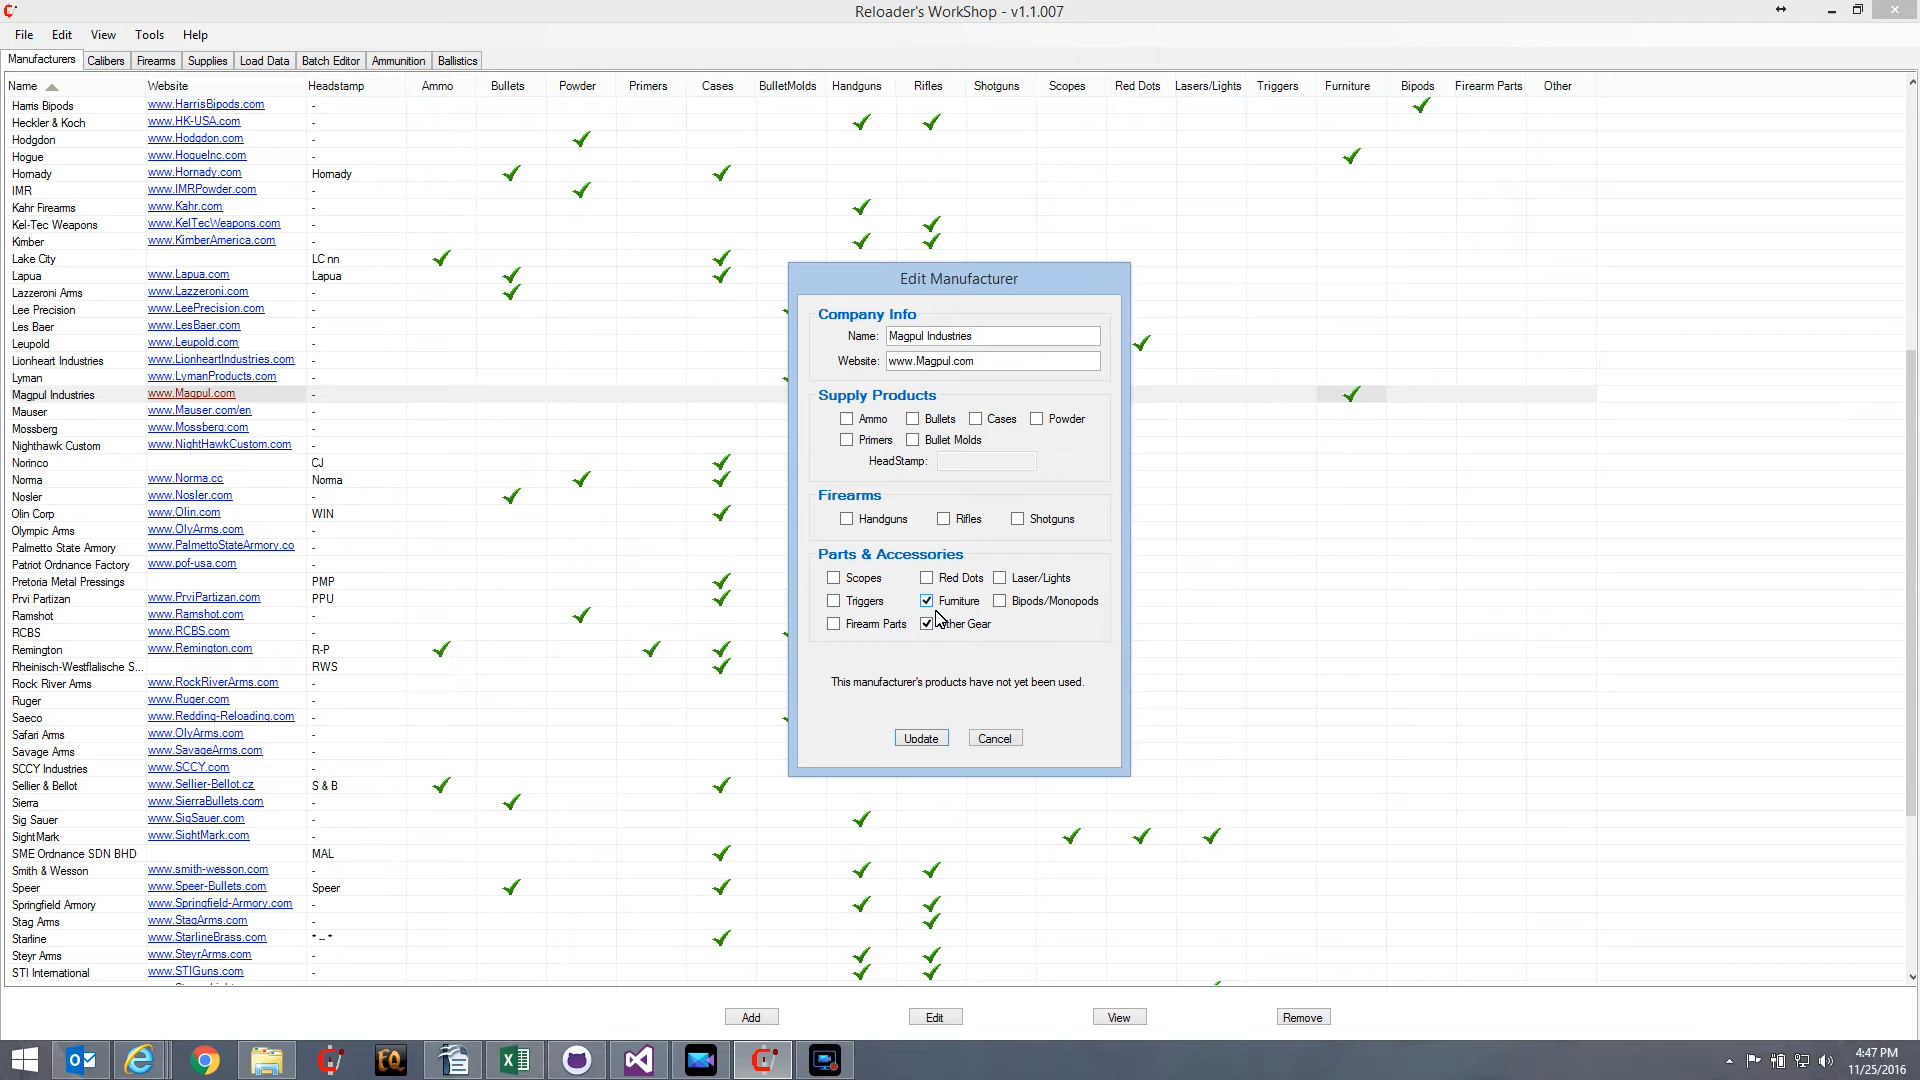 Reloader's WorkShop - v1.1.007
File Edit View Tools Help
Manufacturers Calibers Firearms Supplies Load Data Batch Editor Ammunition Ballistics
Name Website Headstamp Ammo Bullets Powder Primers Cases BulletMolds Handguns Rifles Shotguns Scopes Red Dots Lasers/Lights Triggers Furniture Bipods Firearm Parts Other
Harris Bipods www.HarrisBipods.com -
Heckler & Koch www.HK-USA.com -
Hodgdon www.Hodgdon.com -
Hogue www.HogueInc.com -
Hornady www.Hornady.com Hornady
IMR www.IMRPowder.com -
Kahr Firearms www.Kahr.com -
Kel-Tec Weapons www.KelTecWeapons.com -
Kimber www.KimberAmerica.com -
Lake City LC nn
Lapua www.Lapua.com Lapua
Lazzeroni Arms www.Lazzeroni.com -
Lee Precision www.LeePrecision.com -
Les Baer www.LesBaer.com -
Leupold www.Leupold.com -
Lionheart Industries www.LionheartIndustries.com -
Lyman www.LymanProducts.com -
Magpul Industries www.Magpul.com -
Mauser www.Mauser.com/en -
Mossberg www.Mossberg.com -
Nighthawk Custom www.NightHawkCustom.com -
Norinco CJ
Norma www.Norma.cc Norma
Nosler www.Nosler.com -
Olin Corp www.Olin.com WIN
Olympic Arms www.OlyArms.com -
Palmetto State Armory www.PalmettoStateArmory.co -
Patriot Ordnance Factory www.pof-usa.com -
Pretoria Metal Pressings PMP
Prvi Partizan www.PrviPartizan.com PPU
Ramshot www.Ramshot.com -
RCBS www.RCBS.com -
Remington www.Remington.com R-P
Rheinisch-Westflalische S... RWS
Rock River Arms www.RockRiverArms.com -
Ruger www.Ruger.com -
Saeco www.Redding-Reloading.com -
Safari Arms www.OlyArms.com -
Savage Arms www.SavageArms.com -
SCCY Industries www.SCCY.com -
Sellier & Bellot www.Sellier-Bellot.cz S & B
Sierra www.SierraBullets.com -
Sig Sauer www.SigSauer.com -
SightMark www.SightMark.com -
SME Ordnance SDN BHD MAL
Smith & Wesson www.smith-wesson.com -
Speer www.Speer-Bullets.com Speer
Springfield Armory www.Springfield-Armory.com -
Stag Arms www.StagArms.com -
Starline www.StarlineBrass.com * -- *
Steyr Arms www.SteyrArms.com -
STI International www.STIGuns.com -
Edit Manufacturer
Company Info
Name: Magpul Industries
Website: www.Magpul.com
Supply Products
Ammo Bullets Cases Powder
Primers Bullet Molds
HeadStamp:
Firearms
Handguns Rifles Shotguns
Parts & Accessories
Scopes Red Dots Laser/Lights
Triggers Furniture Bipods/Monopods
Firearm Parts ther Gear
This manufacturer's products have not yet been used.
Update Cancel
Add Edit View Remove
4:47 PM
11/25/2016